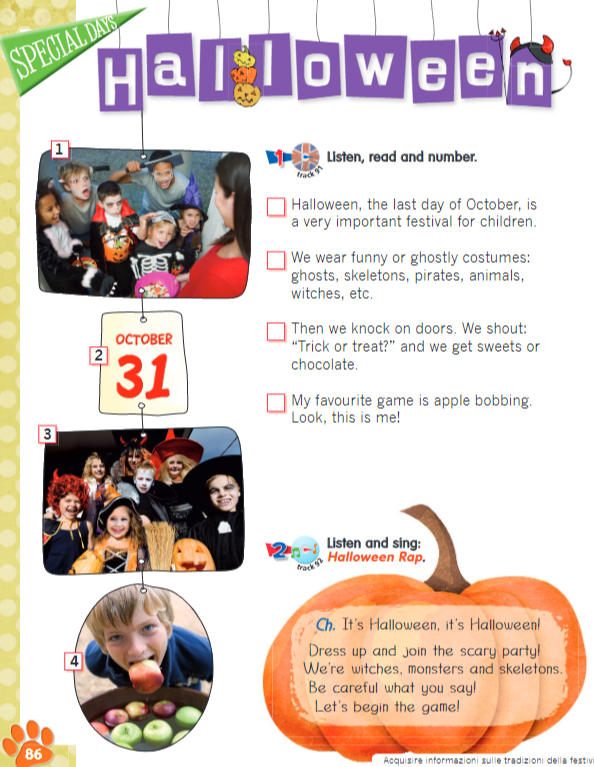 SPECIAL DAYS
Halloween
1
OCTOBER
31
2
3
4
1
track 91
Listen, read and number.
Halloween, the last day of October, is
a very important festival for children.
We wear funny or ghostly costumes:
ghosts, skeletons, pirates, animals,
witches, etc.
Then we knock on doors. We shout:
“Trick or treat?” and we get sweets or
chocolate.
My favourite game is apple bobbing.
Look, this is me!
2
track 92
Listen and sing:
Halloween Rap.
Ch. It's Halloween, it's Halloween!
Dress up and join the scary party!
We're witches, monsters and skeletons.
Be careful what you say!
Let's begin the game!
86
Acquisire informazioni sulle tradizioni della festivi